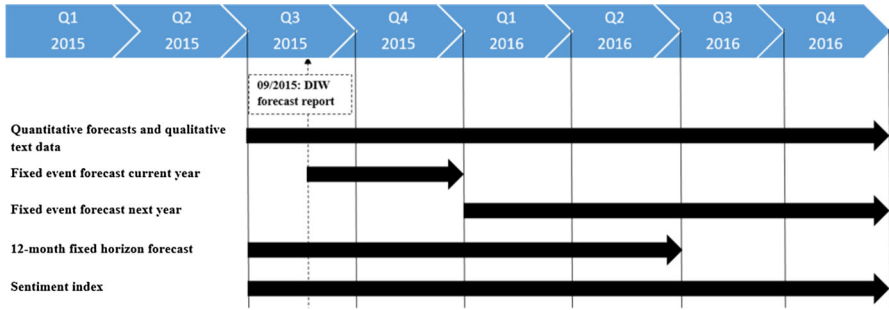 Q1 Q2 Q3 Q4 Q1 Q2 Q3 Q4
2015 2015 2015 2015 2016 2016 2016 2016
09/2015: DIW
forecast report
Quantitative forecasts and qualitative
text data
Fixed event forecast current year
Fixed event forecast next year
12-month fixed horizon forecast
Sentiment index